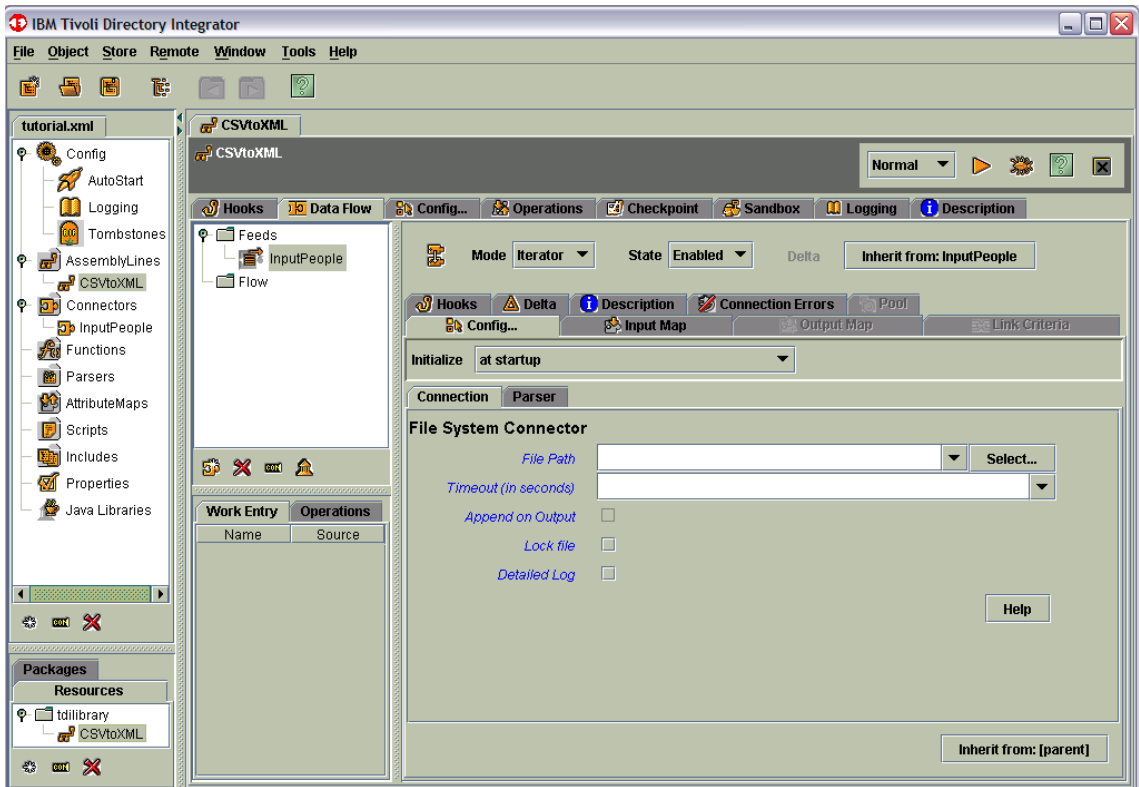 IBM Tivoli Directory Integrator
File Object Store Remote Window Tools Help
tutorial.xml
Config
AutoStart
Logging
Tombstones
AssemblyLines
CSVtoXML
Connectors
InputPeople
Functions
Parsers
AttributeMaps
Scripts
Includes
Properties
Java Libraries
Packages
Resources
tdilibrary
CSVtoXML
CSVtoXML
CSVtoXML
Normal
Hooks Data Flow Config... Operations Checkpoint Sandbox Logging Description
Feeds
InputPeople
Flow
Work Entry Operations
Name Source
Mode Iterator State Enabled Delta Inherit from: InputPeople
Hooks Delta Description Connection Errors Pool
Config... Input Map Output Map Link Criteria
Initialize at startup
Connection Parser
File System Connector
File Path Select...
Timeout (in seconds)
Append on Output
Lock file
Detailed Log
Help
Inherit from: [parent]